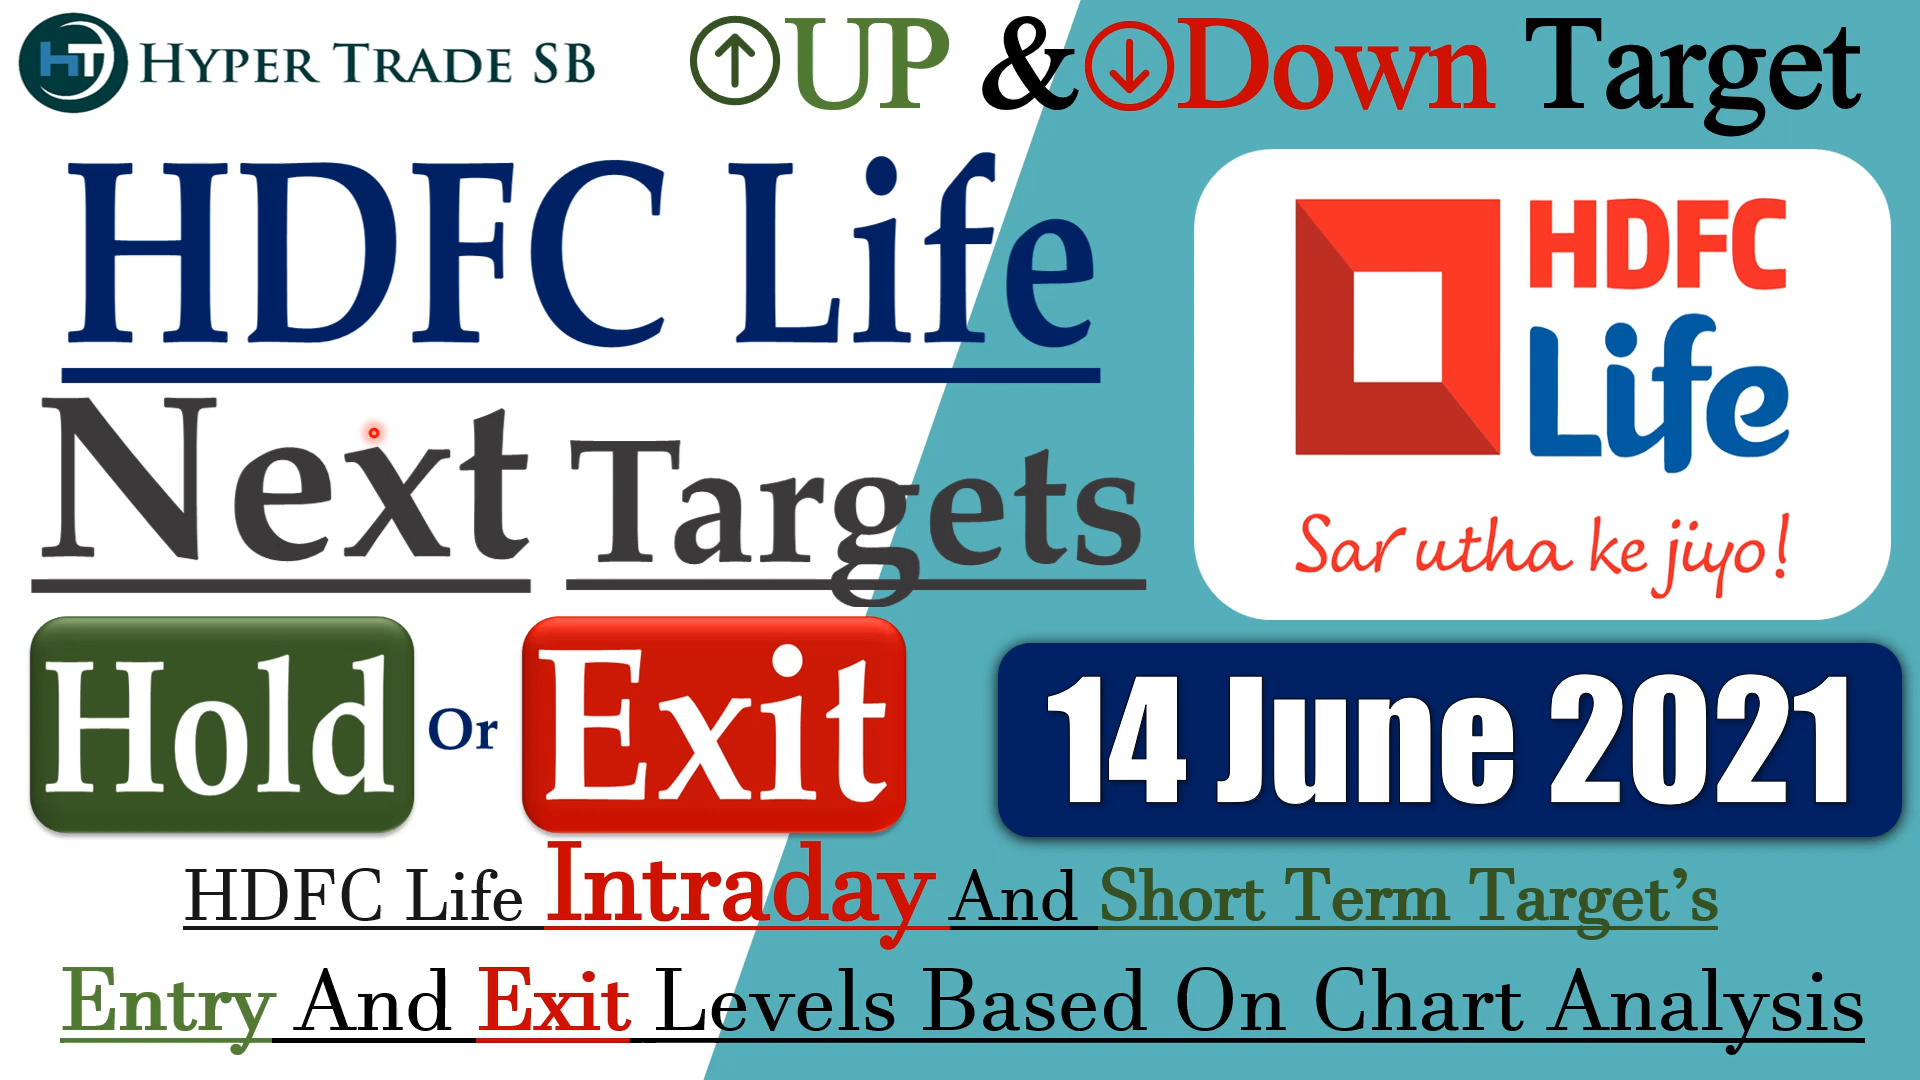 HT HYPER TRADE SB
UP & Down Target
HDFC Life
Next Targets
HDFC
Life
Sar utha ke jiyo!
Hold Or Exit
14 June 2021
HDFC Life Intraday And Short Term Target’s
Entry And Exit Levels Based On Chart Analysis